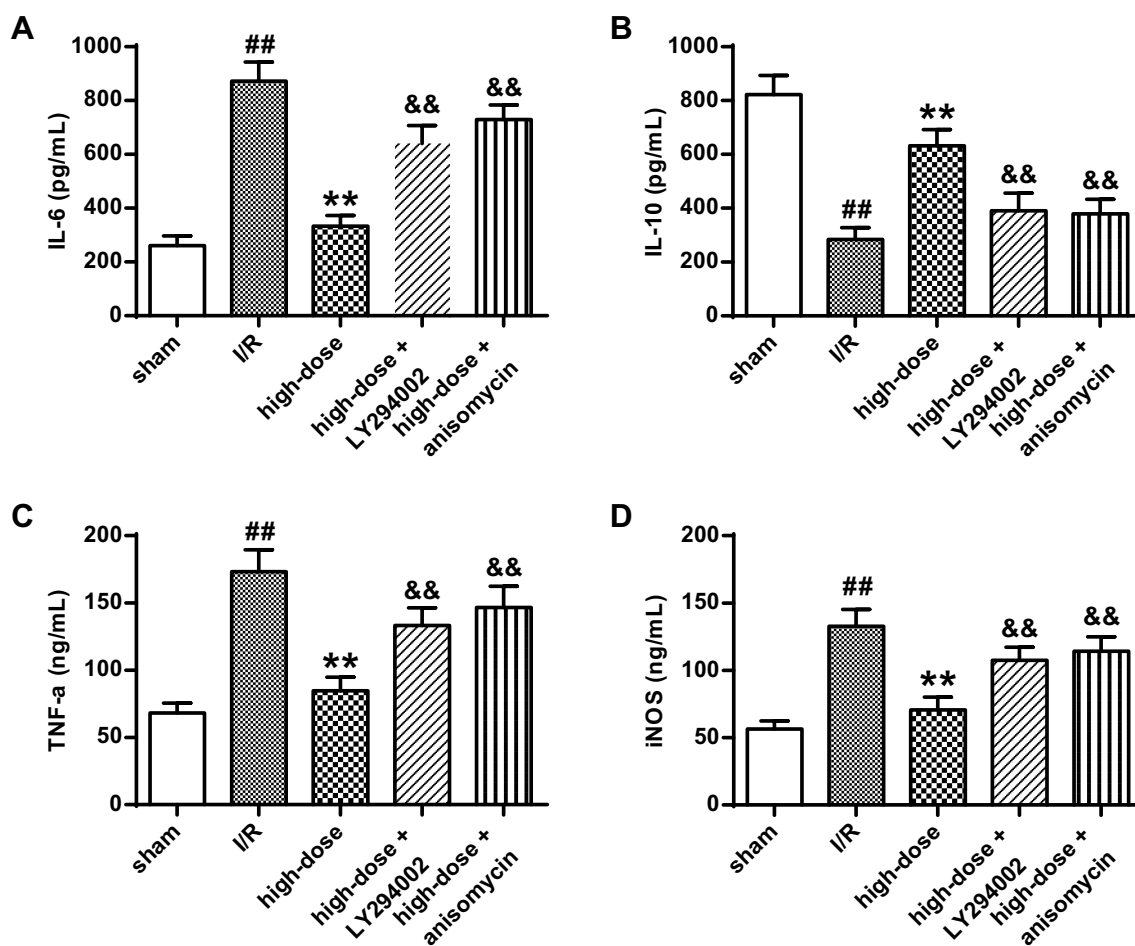 A
IL-6 (pg/mL)
1000
800
600
400
200
0
##
**
&&
&&
sham
I/R
high-dose
high-dose +
LY294002
high-dose +
anisomycin
B
IL-10 (pg/mL)
1000
800
600
400
200
0
##
**
&&
&&
sham
I/R
high-dose
high-dose +
LY294002
high-dose +
anisomycin
C
TNF-a (ng/mL)
200
150
100
50
0
##
**
&&
&&
sham
I/R
high-dose
high-dose +
LY294002
high-dose +
anisomycin
D
iNOS (ng/mL)
200
150
100
50
0
##
**
&&
&&
sham
I/R
high-dose
high-dose +
LY294002
high-dose +
anisomycin